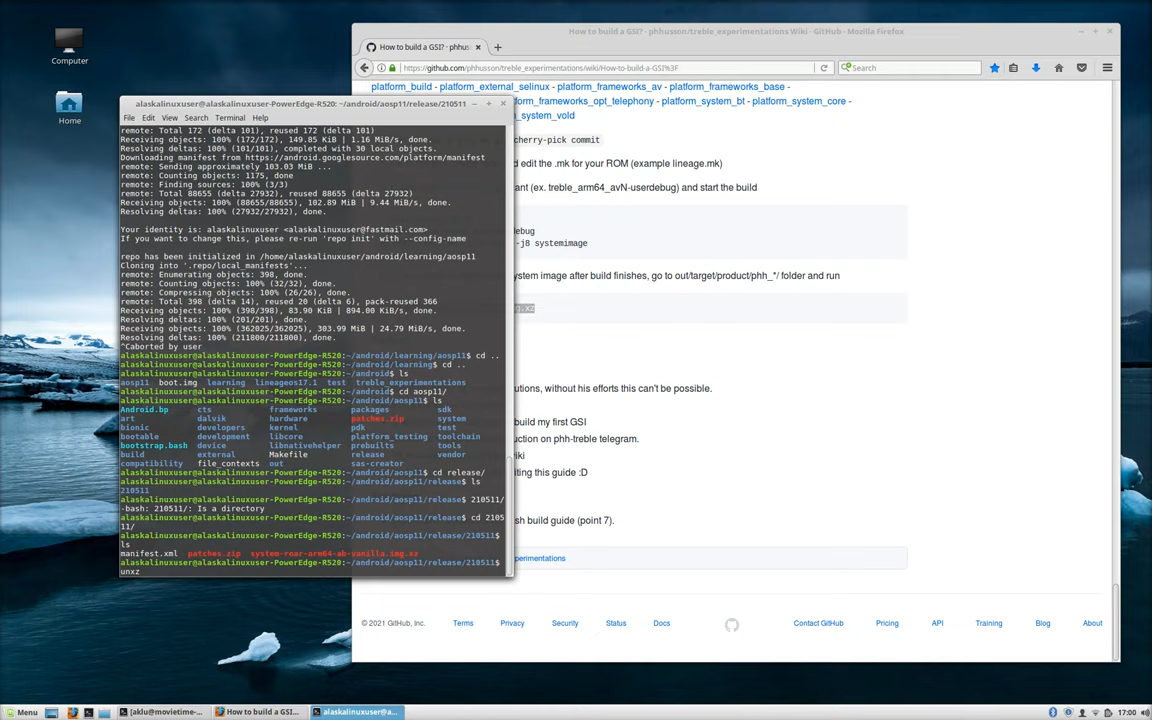 Computer
Home
How to build a GSI? · phhusson/treble_experimentations Wiki · GitHub - Mozilla Firefox
How to build a GSI? · phhus
https://github.com/phhusson/treble_experimentations/wiki/How-to-build-a-GSI%3F
Search
platform_build - platform_external_selinux - platform_frameworks_av - platform_frameworks_base -
_frameworks_opt_telephony - platform_system_bt - platform_system_core -
_system_vold
cherry-pick commit
d edit the .mk for your ROM (example lineage.mk)
ant (ex. treble_arm64_avN-userdebug) and start the build
ebug
-j8 systemimage
ystem image after build finishes, go to out/target/product/phh_*/ folder and run
g.xz
utions, without his efforts this can't be possible.
build my first GSI
uction on phh-treble telegram.
wiki
iting this guide :D
sh build guide (point 7).
xperimentations
© 2021 GitHub, Inc.
Terms
Privacy
Security
Status
Docs
Contact GitHub
Pricing
API
Training
Blog
About
alaskalinuxuser@alaskalinuxuser-PowerEdge-R520: ~/android/aosp11/release/210511
File Edit View Search Terminal Help
remote: Total 172 (delta 101), reused 172 (delta 101)
Receiving objects: 100% (172/172), 149.85 KiB | 1.16 MiB/s, done.
Resolving deltas: 100% (101/101), completed with 30 local objects.
Downloading manifest from https://android.googlesource.com/platform/manifest
remote: Sending approximately 103.03 MiB ...
remote: Counting objects: 1175, done
remote: Finding sources: 100% (3/3)
remote: Total 88655 (delta 27932), reused 88655 (delta 27932)
Receiving objects: 100% (88655/88655), 102.89 MiB | 9.44 MiB/s, done.
Resolving deltas: 100% (27932/27932), done.
Your identity is: alaskalinuxuser <alaskalinuxuser@fastmail.com>
If you want to change this, please re-run 'repo init' with --config-name
repo has been initialized in /home/alaskalinuxuser/android/learning/aosp11
Cloning into '.repo/local_manifests'...
remote: Enumerating objects: 398, done.
remote: Counting objects: 100% (32/32), done.
remote: Compressing objects: 100% (26/26), done.
remote: Total 398 (delta 14), reused 20 (delta 6), pack-reused 366
Receiving objects: 100% (398/398), 83.90 KiB | 894.00 KiB/s, done.
Resolving deltas: 100% (201/201), done.
Receiving objects: 100% (362025/362025), 303.99 MiB | 24.79 MiB/s, done.
Resolving deltas: 100% (211800/211800), done.
^Caborted by user
alaskalinuxuser@alaskalinuxuser-PowerEdge-R520:~/android/learning/aosp11$ cd ..
alaskalinuxuser@alaskalinuxuser-PowerEdge-R520:~/android/learning$ cd ..
alaskalinuxuser@alaskalinuxuser-PowerEdge-R520:~/android$ ls
aosp11 boot.img learning lineageos17.1 test treble_experimentations
alaskalinuxuser@alaskalinuxuser-PowerEdge-R520:~/android$ cd aosp11/
alaskalinuxuser@alaskalinuxuser-PowerEdge-R520:~/android/aosp11$ ls
Android.bp cts frameworks packages sdk
art dalvik hardware patches.zip system
bionic developers kernel pdk test
bootable development libcore platform_testing toolchain
bootstrap.bash device libnativehelper prebuilts tools
build external Makefile release vendor
compatibility file_contexts out sas-creator
alaskalinuxuser@alaskalinuxuser-PowerEdge-R520:~/android/aosp11$ cd release/
alaskalinuxuser@alaskalinuxuser-PowerEdge-R520:~/android/aosp11/release$ ls
210511
alaskalinuxuser@alaskalinuxuser-PowerEdge-R520:~/android/aosp11/release$ 210511/
-bash: 210511/: Is a directory
alaskalinuxuser@alaskalinuxuser-PowerEdge-R520:~/android/aosp11/release$ cd 2105
11/
alaskalinuxuser@alaskalinuxuser-PowerEdge-R520:~/android/aosp11/release/210511$
ls
manifest.xml patches.zip system-roar-arm64-ab-vanilla.img.xz
alaskalinuxuser@alaskalinuxuser-PowerEdge-R520:~/android/aosp11/release/210511$
unxz
Menu
[aklu@movietime-...
How to build a GSI...
alaskalinuxuser@a...
17:00